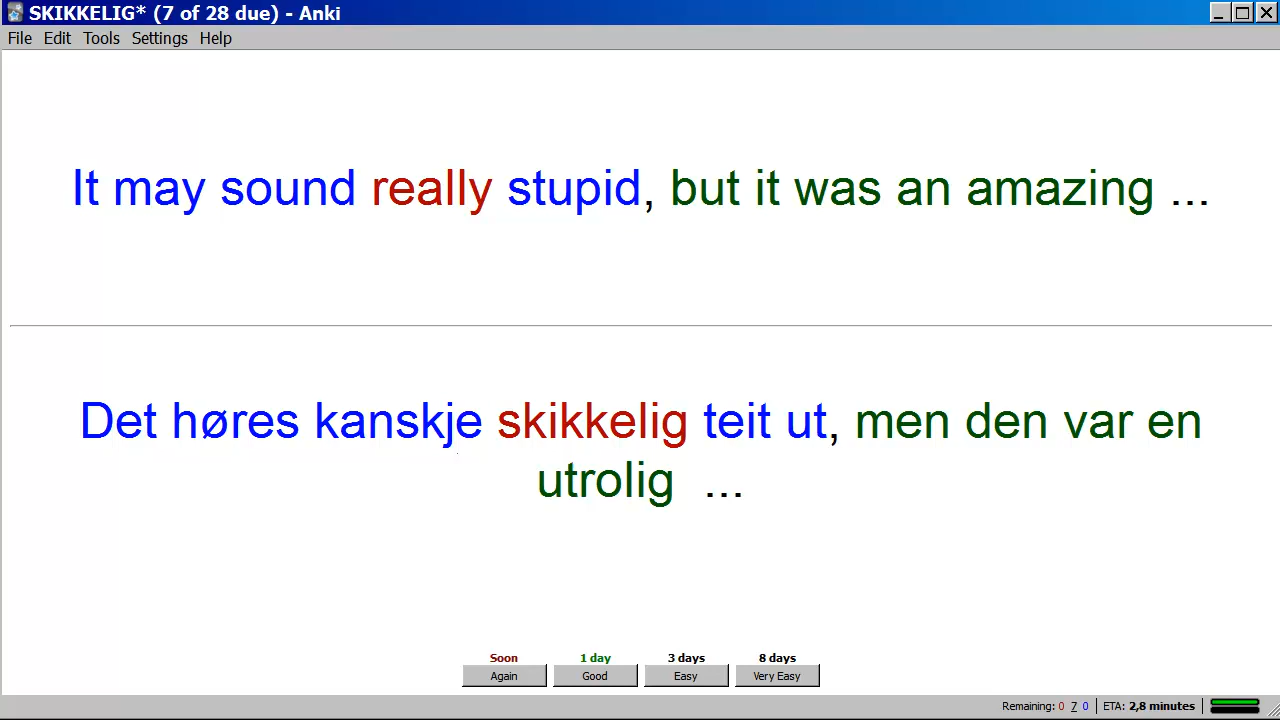 SKIKKELIG* (7 of 28 due) - Anki
File Edit Tools Settings Help
It may sound really stupid, but it was an amazing ...
Det høres kanskje skikkelig teit ut, men den var en
utrolig ...
Soon 1 day 3 days 8 days
Again Good Easy Very Easy
Remaining: 0 7 0 ETA: 2,8 minutes